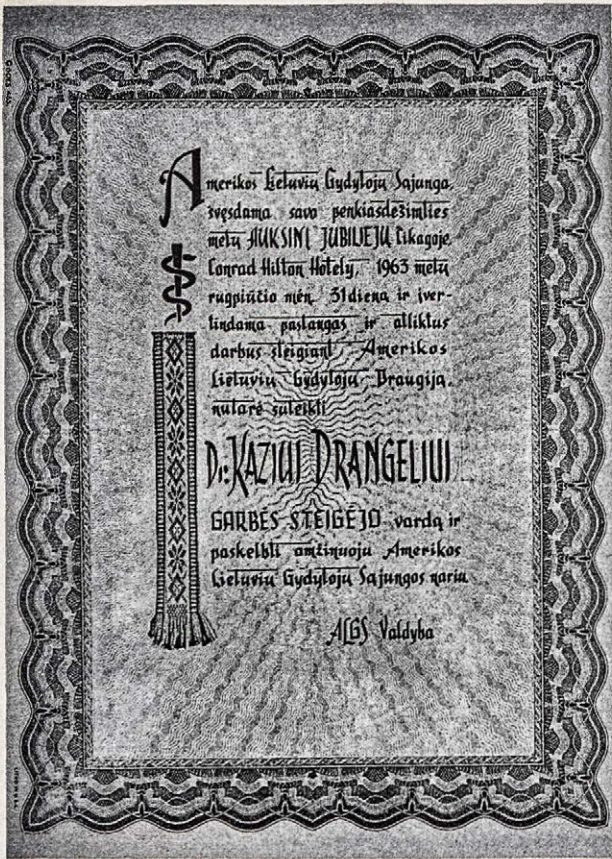 Amerikos Lietuvių Gydytojų Sąjunga,
švęsdama savo penkiasdešimties
metų AUKSINĮ JUBILIEJŲ Čikagoje,
Conrad Hilton Hotely, 1963 metų
rugpiūčio mėn. 31 dieną ir įver-
tindama pastangas ir atliktus
darbus steigiant Amerikos
Lietuvių Gydytojų Draugiją,
nutarė suteikti
Dr. KAZIUI DRANGELIUI
GARBĖS STEIGĖJO vardą ir
paskelbti amžinuoju Amerikos
Lietuvių Gydytojų Sąjungos nariu
ALGS Valdyba